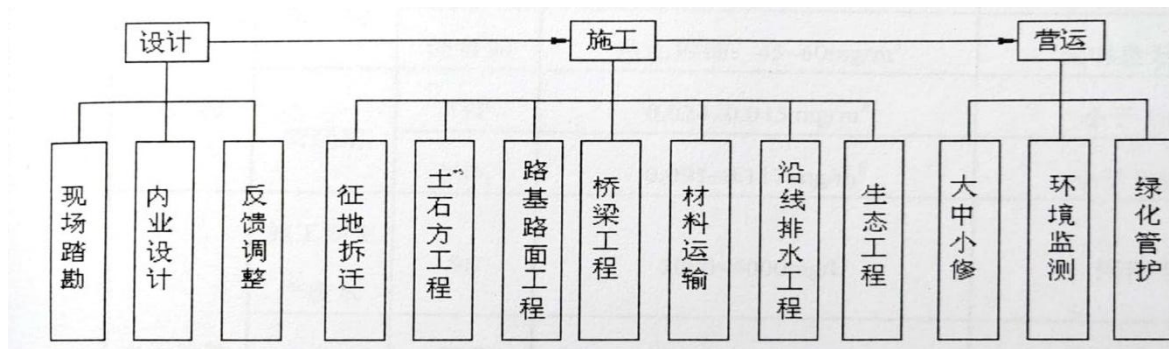 设计
施工
营运
现场踏勘
内业设计
反馈调整
征地拆迁
土石方工程
路基路面工程
桥梁工程
材料运输
沿线排水工程
生态工程
大中小修
环境监测
绿化管护